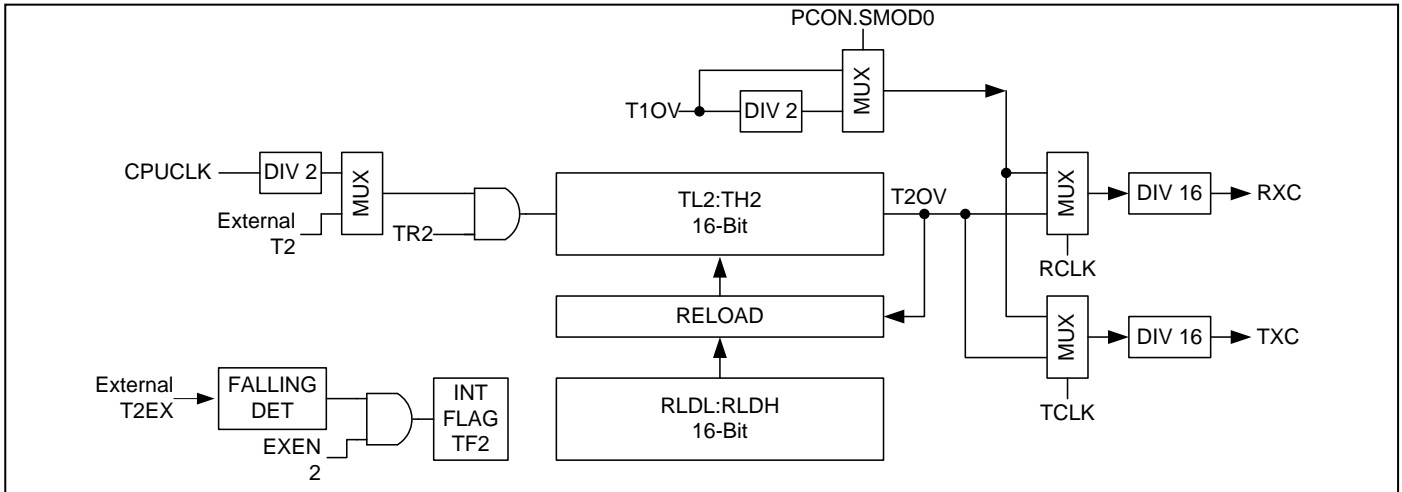 PCON.SMOD0
MUX
T1OV
DIV 2
CPUCLK
DIV 2
MUX
External
T2
TR2
TL2:TH2
16-Bit
T2OV
MUX
DIV 16
RXC
RCLK
RELOAD
MUX
DIV 16
TXC
TCLK
External
T2EX
FALLING
DET
EXEN
2
INT
FLAG
TF2
RLDL:RLDH
16-Bit